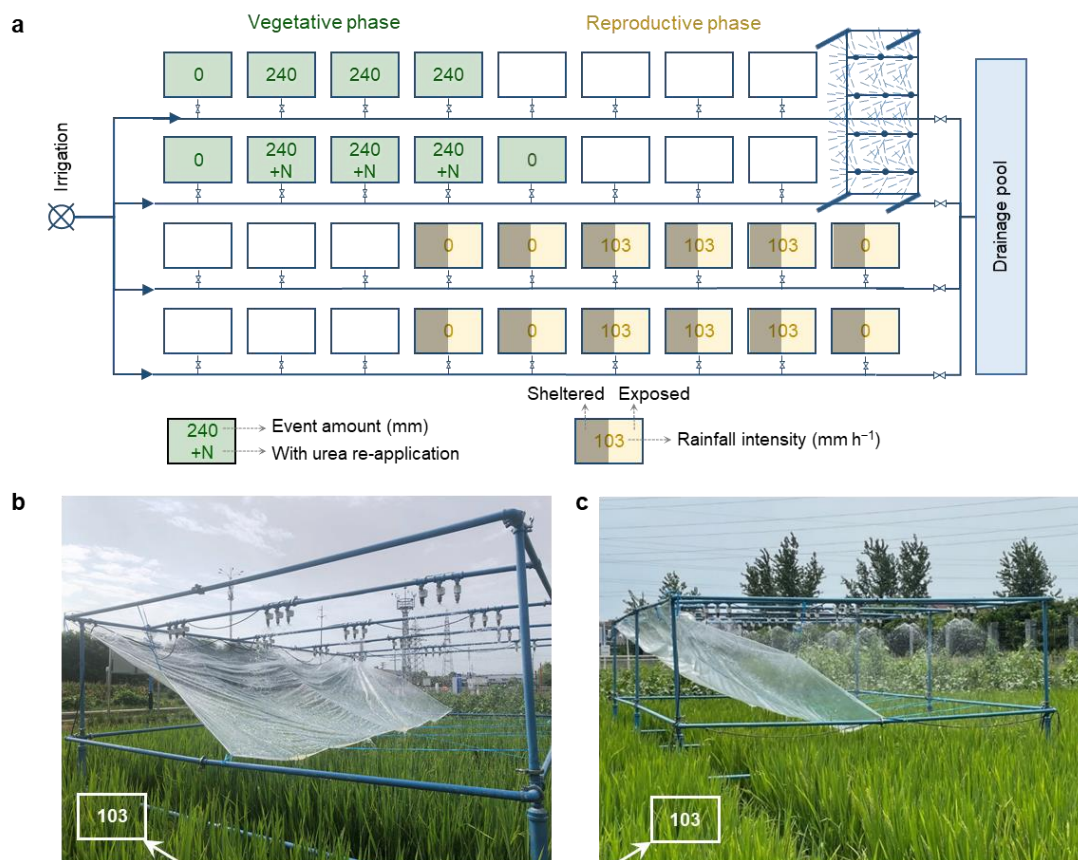 a
Vegetative phase
Reproductive phase
0 240 240 240
Irrigation
0 240 +N 240 +N 240 +N 0
Drainage pool
0 0 103 103 103 0
0 0 103 103 103 0
Sheltered Exposed
240
+N
Event amount (mm)
With urea re-application
103
Rainfall intensity (mm h⁻¹)
b
c
103
103